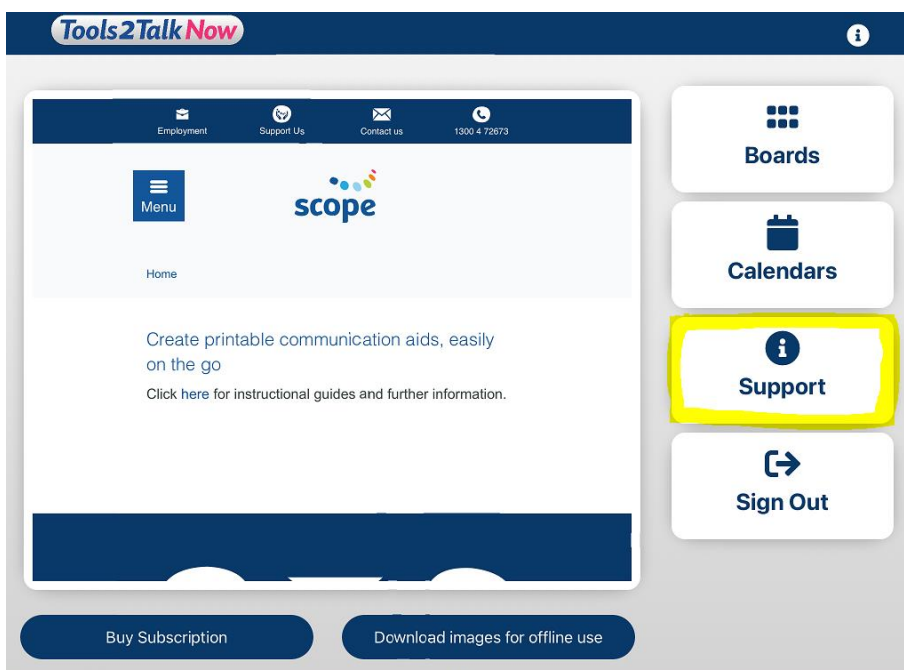 Tools2Talk Now
Employment
Support Us
Contact us
1300 4 72673
Menu
scope
Home
Create printable communication aids, easily
on the go
Click here for instructional guides and further information.
Boards
Calendars
Support
Sign Out
Buy Subscription
Download images for offline use